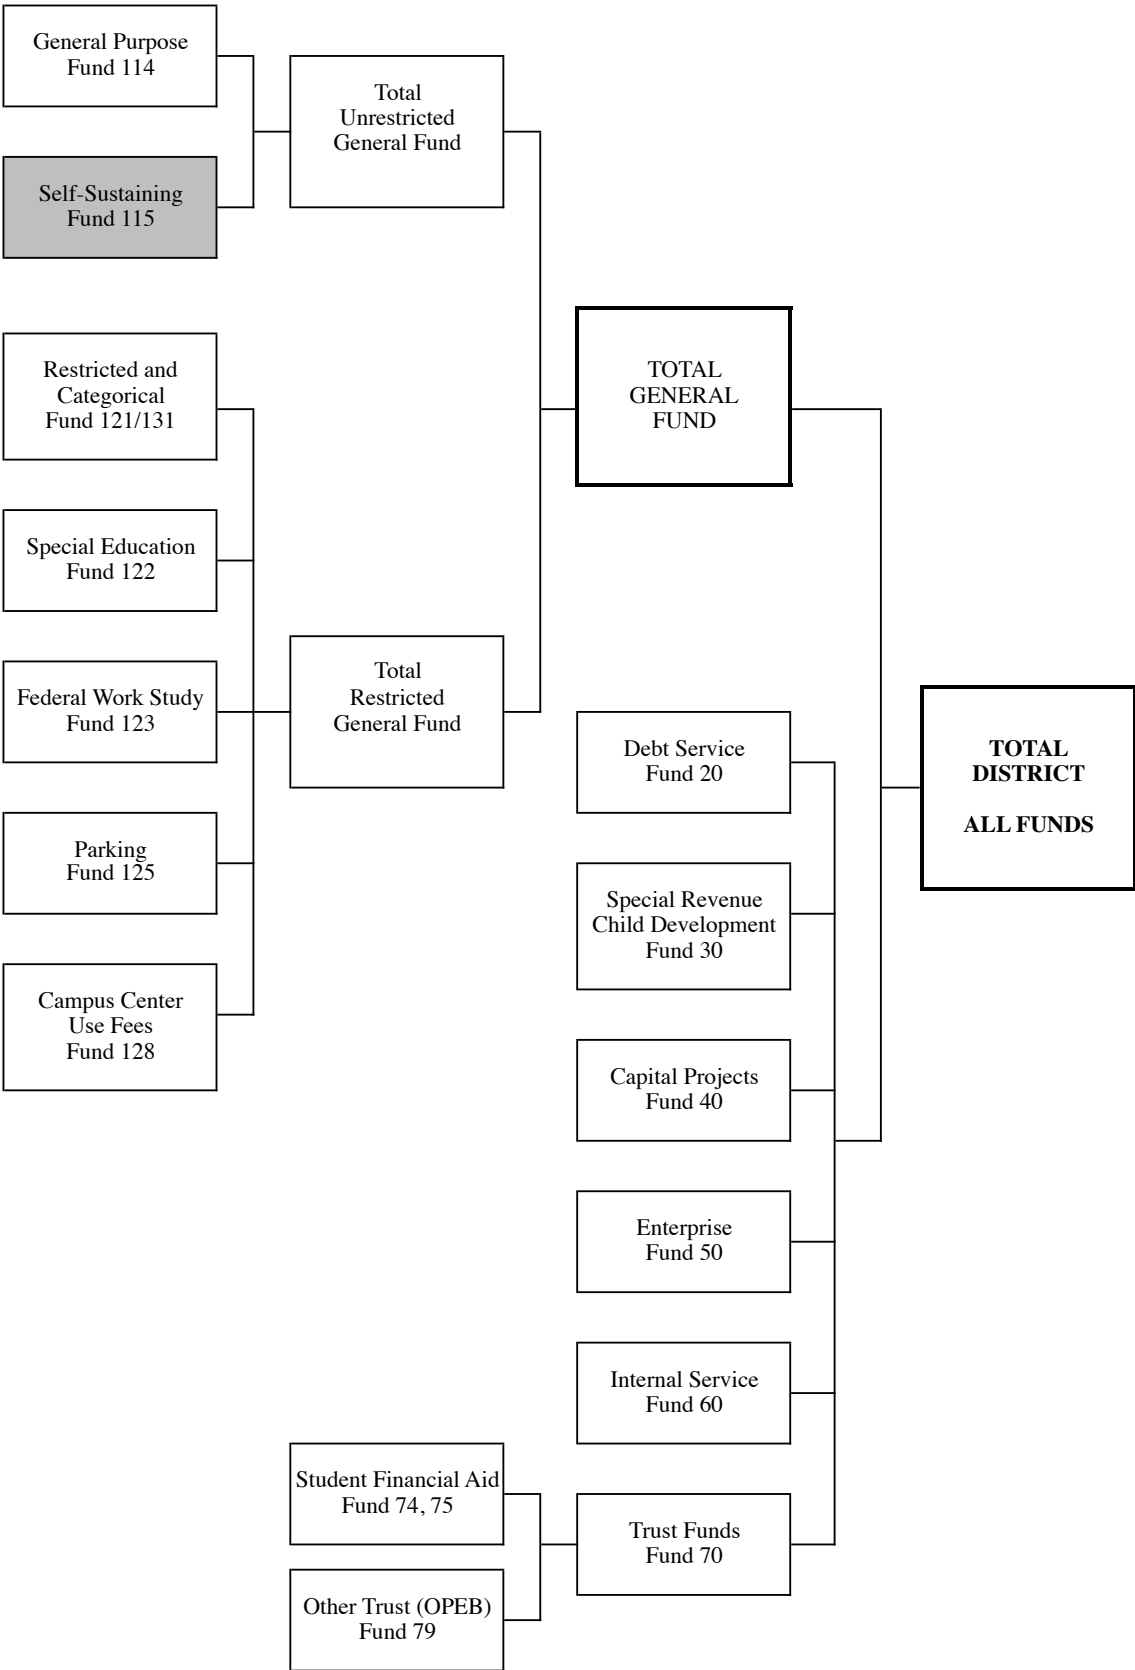 General Purpose
Fund 114
Self-Sustaining
Fund 115
Total
Unrestricted
General Fund
Restricted and
Categorical
Fund 121/131
Special Education
Fund 122
Federal Work Study
Fund 123
Parking
Fund 125
Campus Center
Use Fees
Fund 128
Total
Restricted
General Fund
TOTAL
GENERAL
FUND
Debt Service
Fund 20
Special Revenue
Child Development
Fund 30
Capital Projects
Fund 40
Enterprise
Fund 50
Internal Service
Fund 60
Student Financial Aid
Fund 74, 75
Other Trust (OPEB)
Fund 79
Trust Funds
Fund 70
TOTAL
DISTRICT
ALL FUNDS